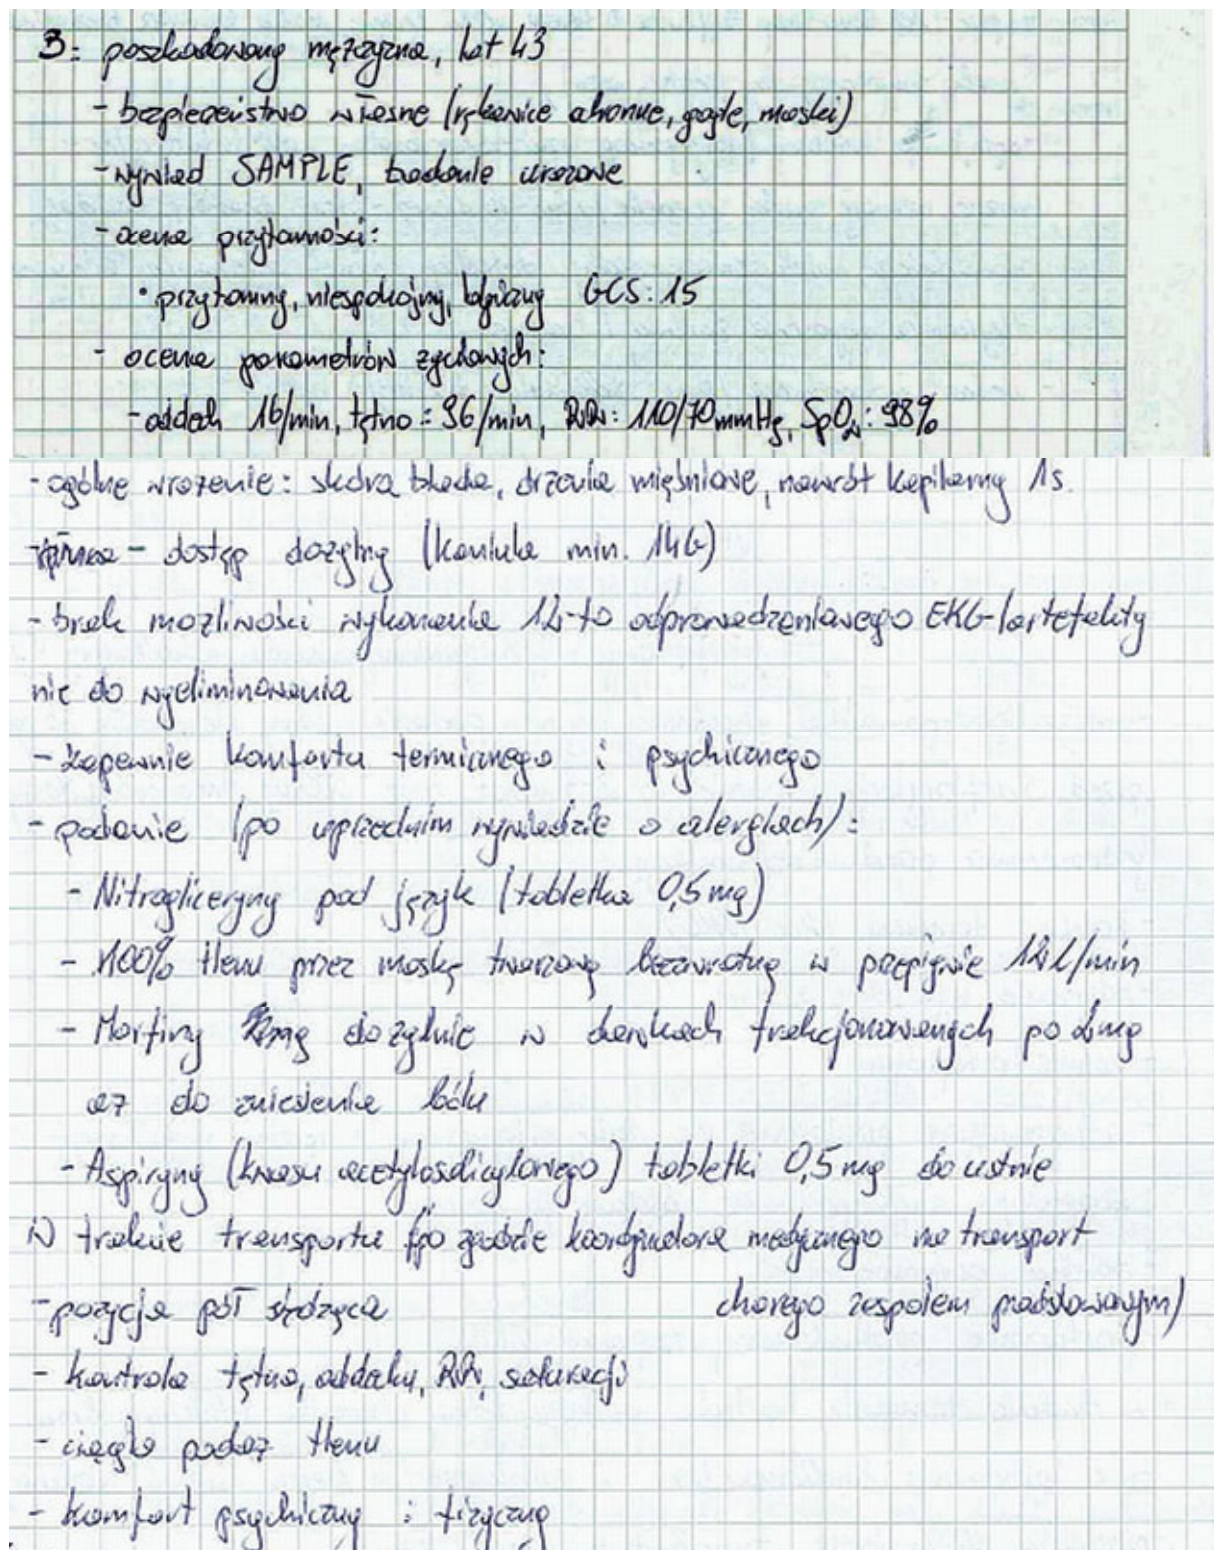 3: poszkodowany mężczyzna, lat 43
- bezpieczeństwo własne (rękawice ochronne, gogle, maski)
- wywiad SAMPLE, badanie urazowe
- ocena przytomności:
• przytomny, niespokojny, logiczny GCS: 15
- ocena parametrów życiowych:
- oddech 16/min, tętno: 96/min, RR: 110/70 mmHg, SpO2: 98%
- ogólne wrażenie: skóra blada, drżenia mięśniowe, nawrót kapilarny 1s.
- dostęp dożylny (kaniula min. 14G)
- brak możliwości wykonania 12-to odprowadzeniowego EKG - (artefakty
nie do wyeliminowania
- zapewnie komfortu termicznego i psychicznego
- podanie (po uprzednim wywiadzie o alergiach):
- Nitrogliceryny pod język (tabletka 0,5 mg)
- 100% tlenu przez maskę twarzową bezzwrotną w przepływie 12 l/min
- Morfiny dożylnie w dawkach frakcjonowanych po 2mg
aż do zniesienia bólu
- Aspiryny (kwasu acetylosalicylowego) tabletki 0,5 mg doustnie
W trakcie transportu (po zgodzie koordynatora medycznego na transport
chorego zespołem podstawowym)
- pozycja pół siedząca
- kontrola tętna, oddechu, RR, saturacji
- ciągła podaż tlenu
- komfort psychiczny i fizyczny